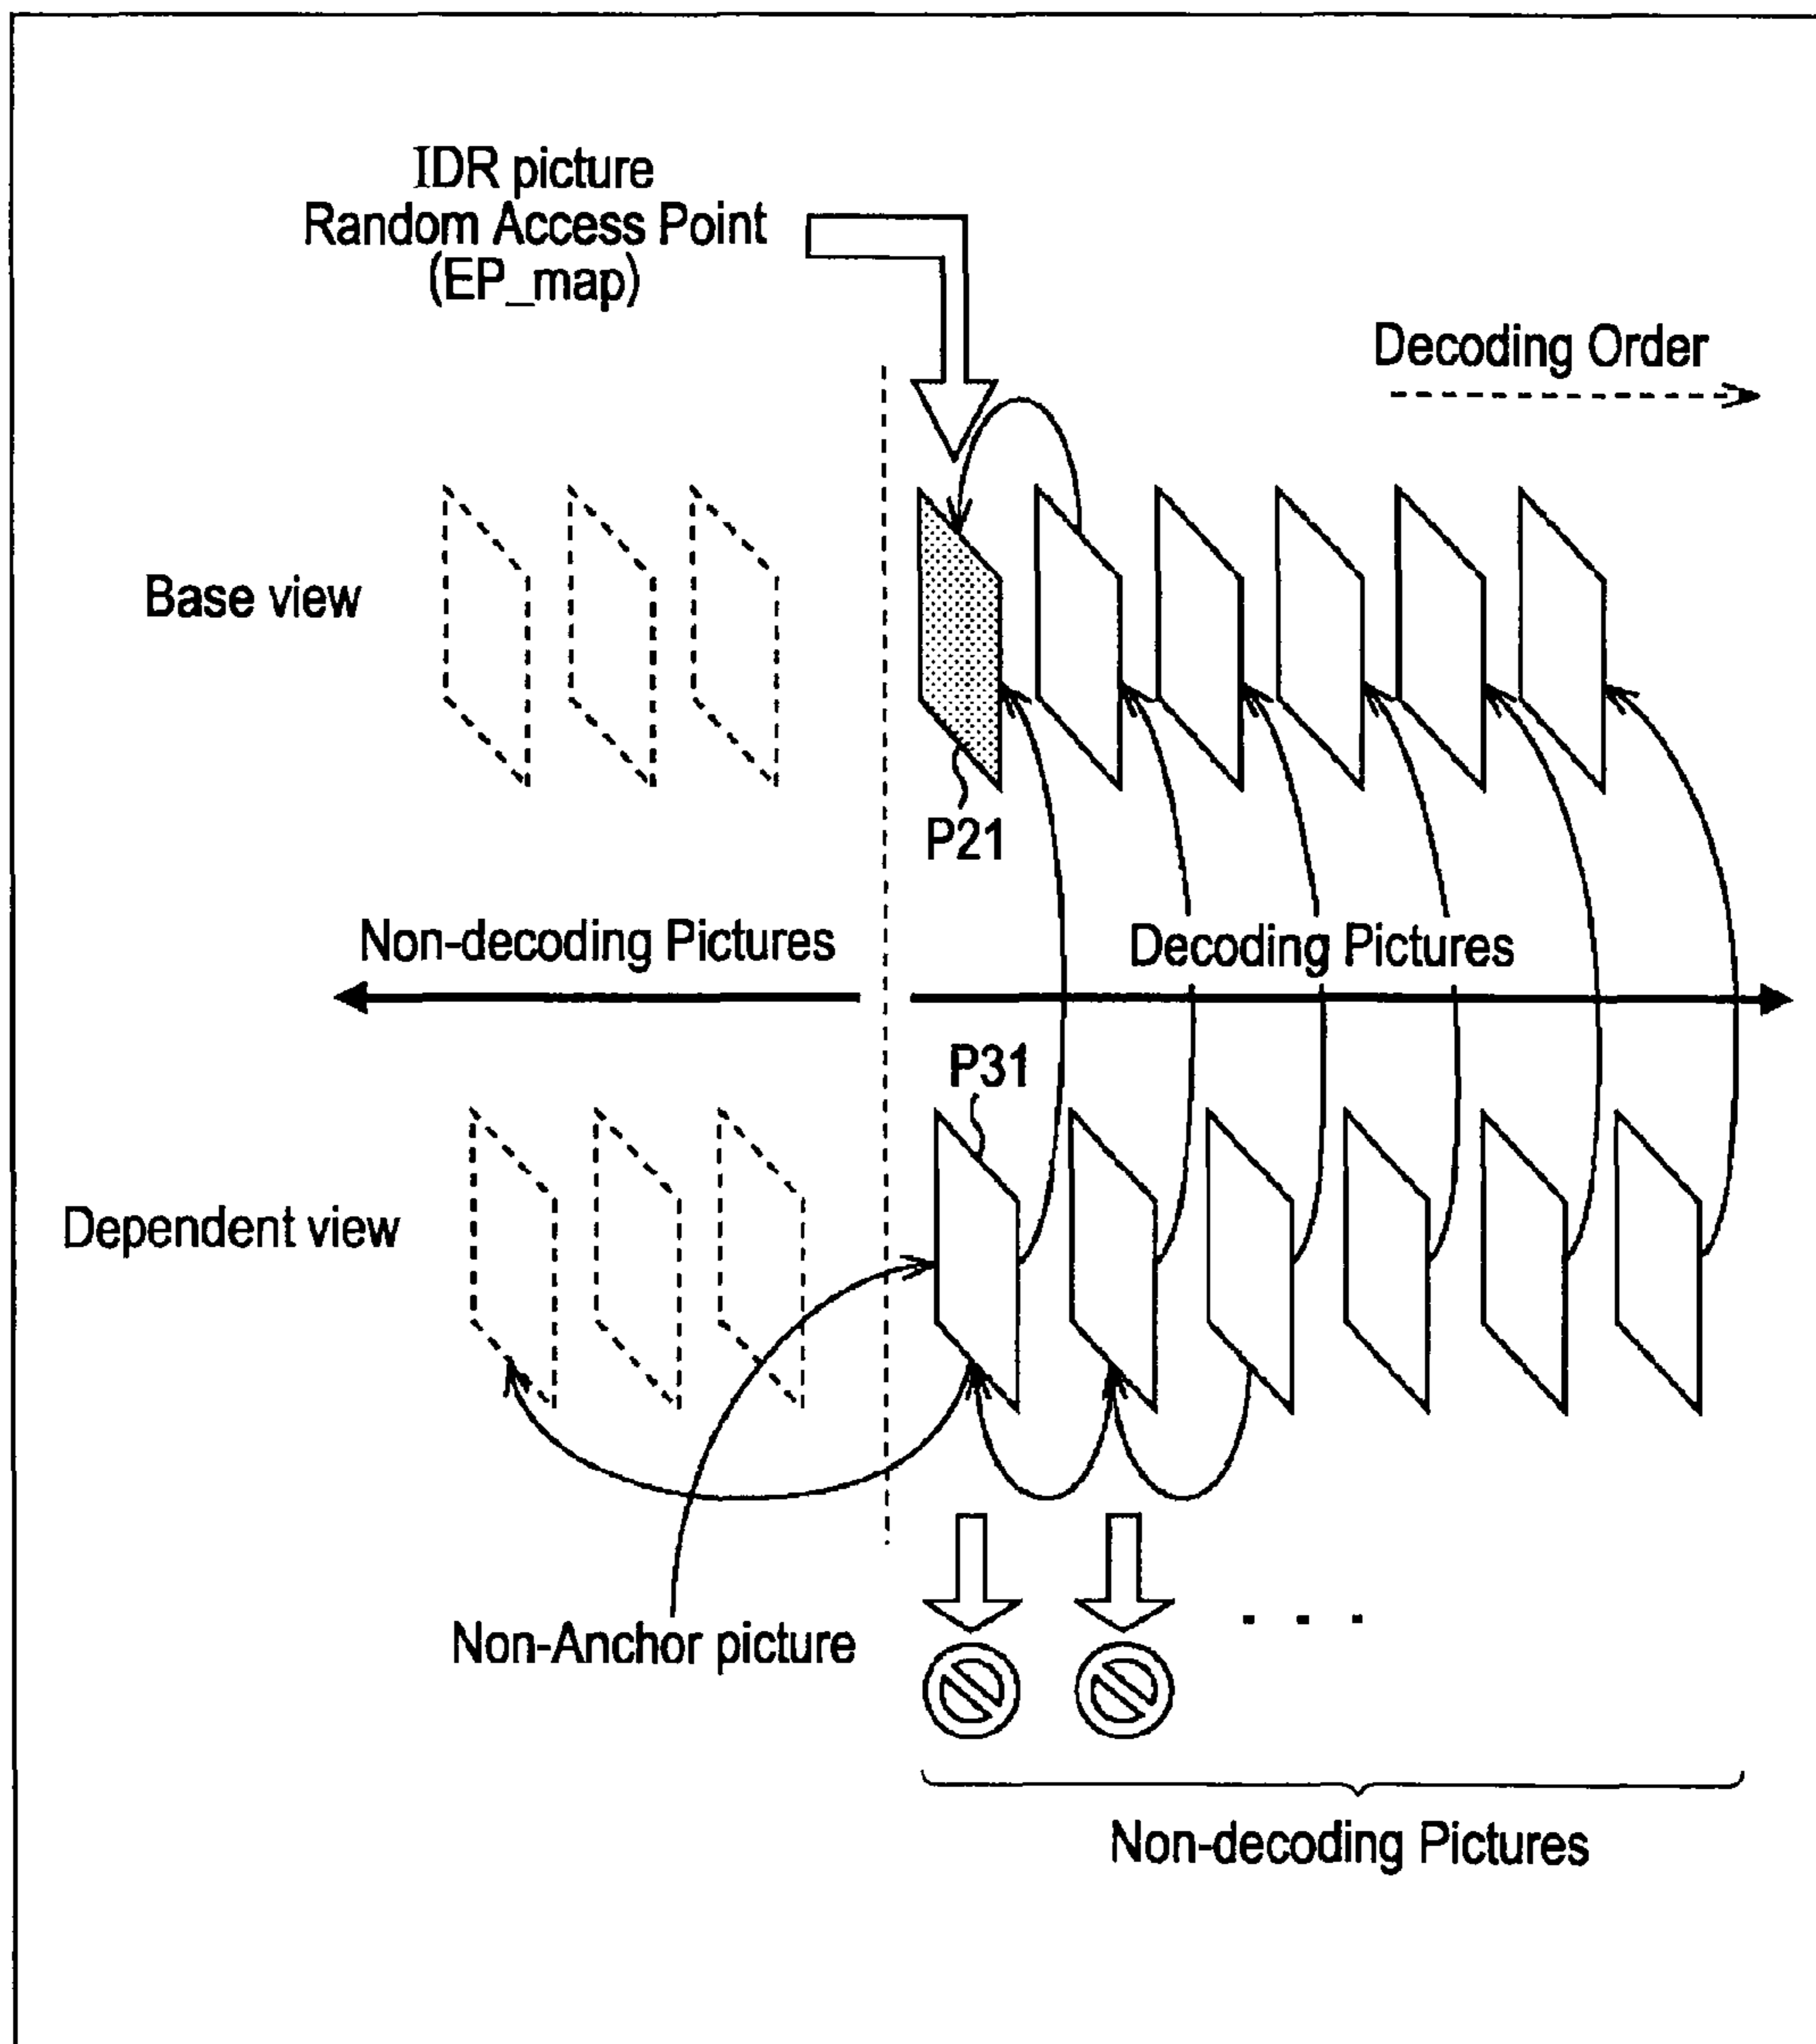 IDR picture
Random Access Point
(EP_map)
Decoding Order
Base view
P21
Non-decoding Pictures
Decoding Pictures
P31
Dependent view
Non-Anchor picture
. . .
Non-decoding Pictures